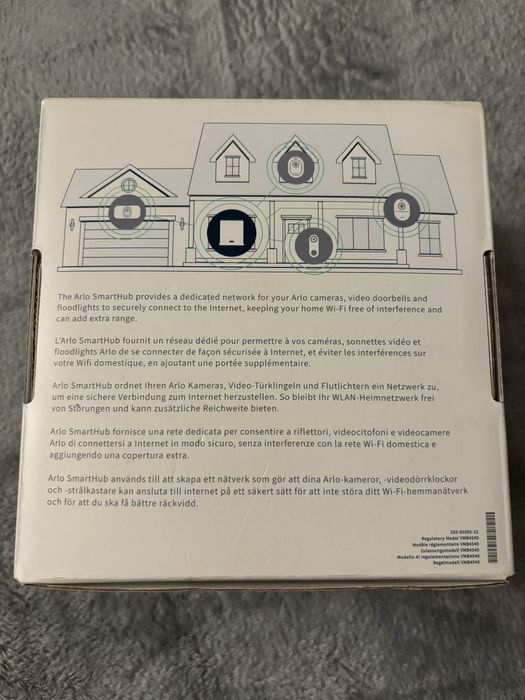 The Arlo SmartHub provides a dedicated network for your Arlo cameras, video doorbells and
floodlights to securely connect to the Internet, keeping your home Wi-Fi free of interference and
can add extra range.
L'Arlo SmartHub fournit un réseau dédié pour permettre à vos caméras, sonnettes vidéo et
floodlights Arlo de se connecter de façon sécurisée à Internet, et éviter les interférences sur
votre Wifi domestique, en ajoutant une portée supplémentaire.
Arlo SmartHub ordnet Ihren Arlo Kameras, Video-Türklingeln und Flutlichtern ein Netzwerk zu,
um eine sichere Verbindung zum Internet herzustellen. So bleibt Ihr WLAN-Heimnetzwerk frei
von Störungen und kann zusätzliche Reichweite bieten.
Arlo SmartHub fornisce una rete dedicata per consentire a riflettori, videocitofoni e videocamere
Arlo di connettersi a Internet in modo sicuro, senza interferenze con la rete Wi-Fi domestica e
aggiungendo una copertura extra.
Arlo SmartHub används till att skapa ett nätverk som gör att dina Arlo-kameror, -videodörrklockor
och -strålkastare kan ansluta till internet på ett säkert sätt för att inte störa ditt Wi-Fi-hemmanätverk
och för att du ska få bättre räckvidd.
Regulatory Model VMB4540
Modèle réglementaire VMB4540
Zulassungsmodell VMB4540
Modello di regolamentazione VMB4540
Regelmodell VMB4540